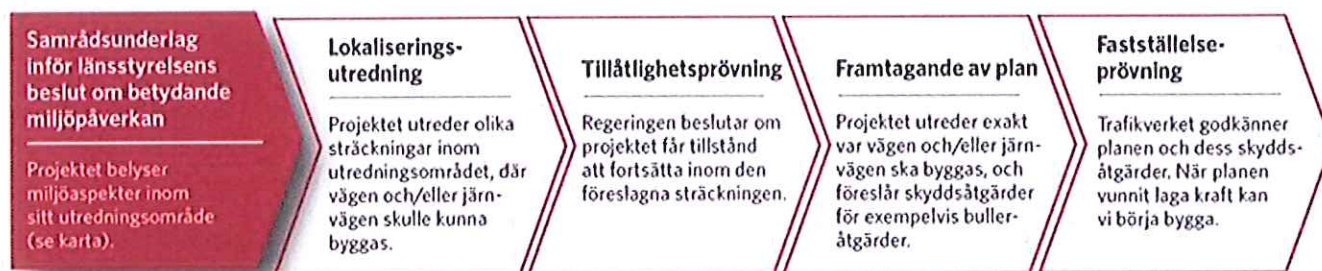 Samrådsunderlag
inför länsstyrelsens
beslut om betydande
miljöpåverkan
Projektet belyser
miljöaspekter inom
sitt utredningsområde
(se karta).
Lokaliserings-
utredning
Projektet utreder olika
sträckningar inom
utredningsområdet, där
vägen och/eller järn-
vägen skulle kunna
byggas.
Tillåtlighetsprövning
Regeringen beslutar om
projektet får tillstånd
att fortsätta inom den
föreslagna sträckningen.
Framtagande av plan
Projektet utreder exakt
var vägen och/eller järn-
vägen ska byggas, och
föreslår skyddsåtgärder
för exempelvis buller-
åtgärder.
Fastställelse-
prövning
Trafikverket godkänner
planen och dess skydds-
åtgärder. När planen
vunnit laga kraft kan
vi börja bygga.